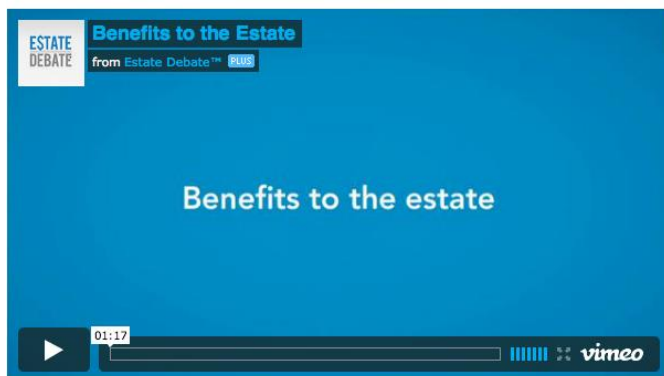 ESTATE
DEBATE
Benefits to the Estate
from Estate Debate™ PLUS
Benefits to the estate
01:17
vimeo